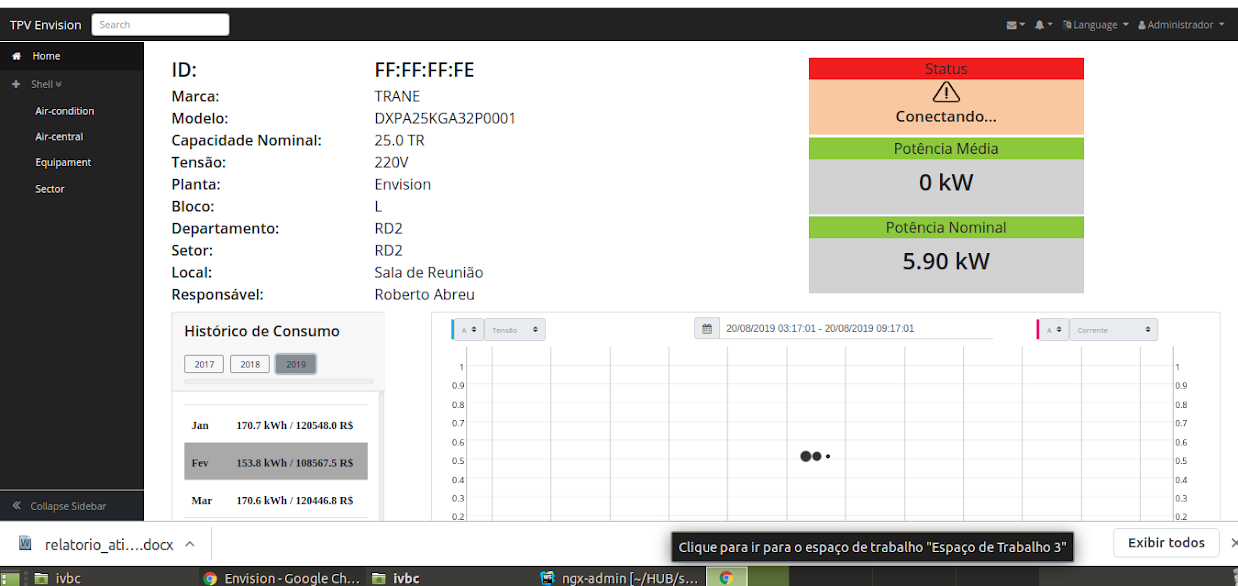 TPV Envision Search Language Administrador
Home
Shell
Air-condition
Air-central
Equipament
Sector
Collapse Sidebar
ID: FF:FF:FF:FE
Marca: TRANE
Modelo: DXPA25KGA32P0001
Capacidade Nominal: 25.0 TR
Tensão: 220V
Planta: Envision
Bloco: L
Departamento: RD2
Setor: RD2
Local: Sala de Reunião
Responsável: Roberto Abreu
Status
Conectando...
Potência Média
0 kW
Potência Nominal
5.90 kW
Histórico de Consumo
2017 2018 2019
Jan 170.7 kWh / 120548.0 R$
Fev 153.8 kWh / 108567.5 R$
Mar 170.6 kWh / 120446.8 R$
A Tensão 20/08/2019 03:17:01 - 20/08/2019 09:17:01 A Corrente
1 1
0.9 0.9
0.8 0.8
0.7 0.7
0.6 0.6
0.5 0.5
0.4 0.4
0.3 0.3
0.2 0.2
relatorio_ati....docx
Clique para ir para o espaço de trabalho "Espaço de Trabalho 3"
Exibir todos
ivbc Envision - Google Ch... ivbc ngx-admin [~/HUB/s...